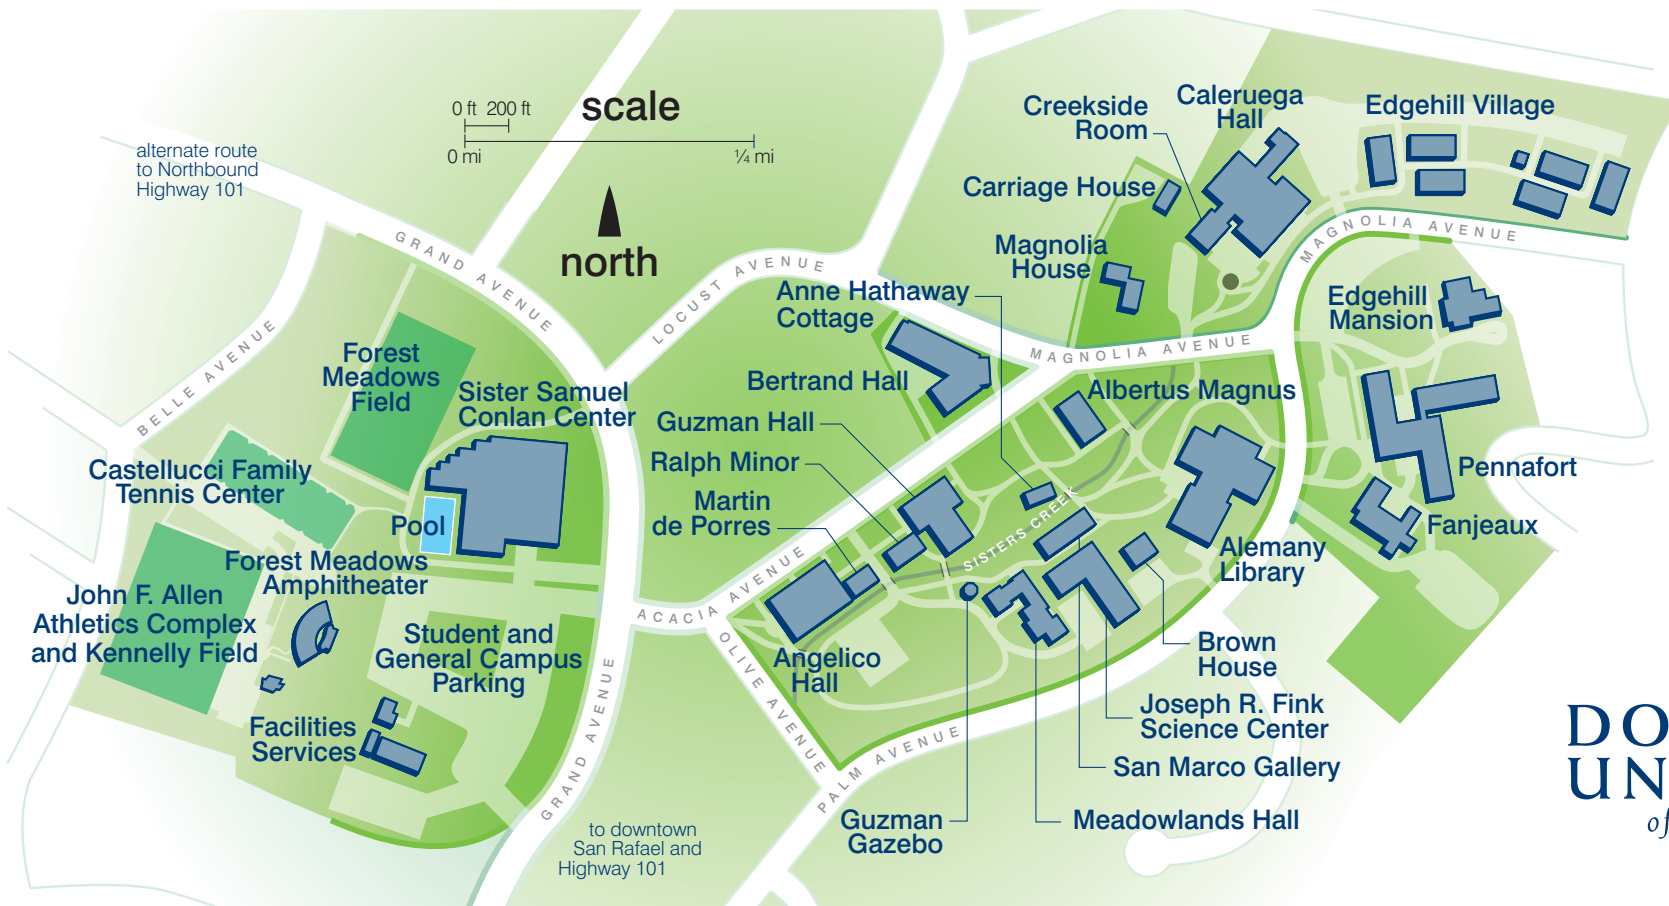 0 ft 200 ft
scale
0 mi
¼ mi
north
alternate route
to Northbound
Highway 101
GRAND AVENUE
LOCUST AVENUE
BELLE AVENUE
Creekside
Room
Caleruega
Hall
Edgehill Village
Carriage House
Magnolia
House
MAGNOLIA AVENUE
Anne Hathaway
Cottage
Edgehill
Mansion
MAGNOLIA AVENUE
Forest
Meadows
Field
Sister Samuel
Conlan Center
Bertrand Hall
Albertus Magnus
Guzman Hall
Ralph Minor
Martin
de Porres
Castellucci Family
Tennis Center
Pool
Pennafort
Fanjeaux
SISTERS CREEK
Alemany
Library
Forest Meadows
Amphitheater
John F. Allen
Athletics Complex
and Kennelly Field
ACACIA AVENUE
OLIVE AVENUE
Student and
General Campus
Parking
Angelico
Hall
Brown
House
Joseph R. Fink
Science Center
Facilities
Services
GRAND AVENUE
PALM AVENUE
San Marco Gallery
Guzman
Gazebo
Meadowlands Hall
to downtown
San Rafael and
Highway 101
DO
UN
of